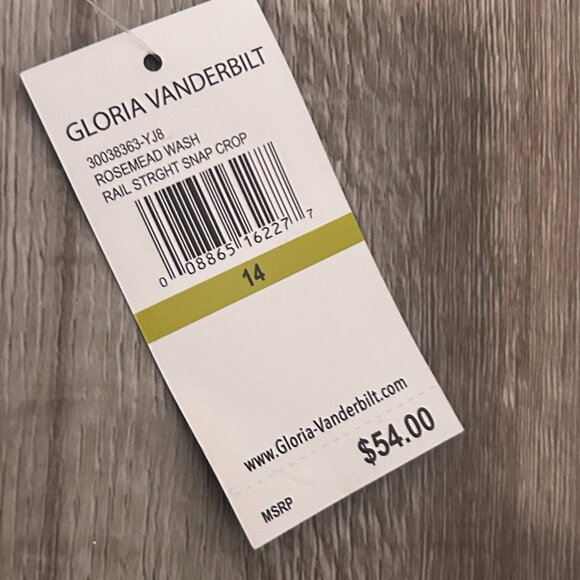 GLORIA VANDERBILT
30038363-YJ8
ROSEMEAD WASH
RAIL STRGHT SNAP CROP
0 08865 16227 7
14
www.Gloria-Vanderbilt.com
MSRP $54.00